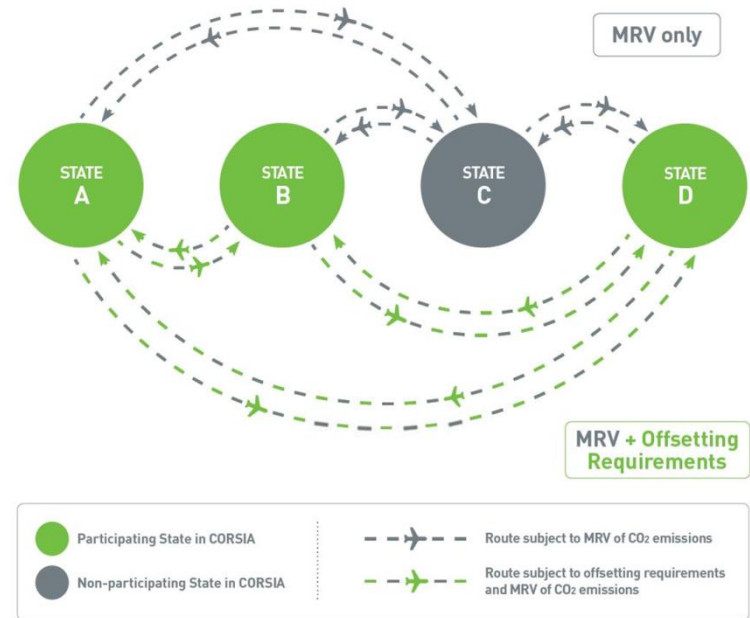 MRV only
STATE
A
STATE
B
STATE
C
STATE
D
MRV + Offsetting
Requirements
Participating State in CORSIA
Non-participating State in CORSIA
Route subject to MRV of CO₂ emissions
Route subject to offsetting requirements
and MRV of CO₂ emissions